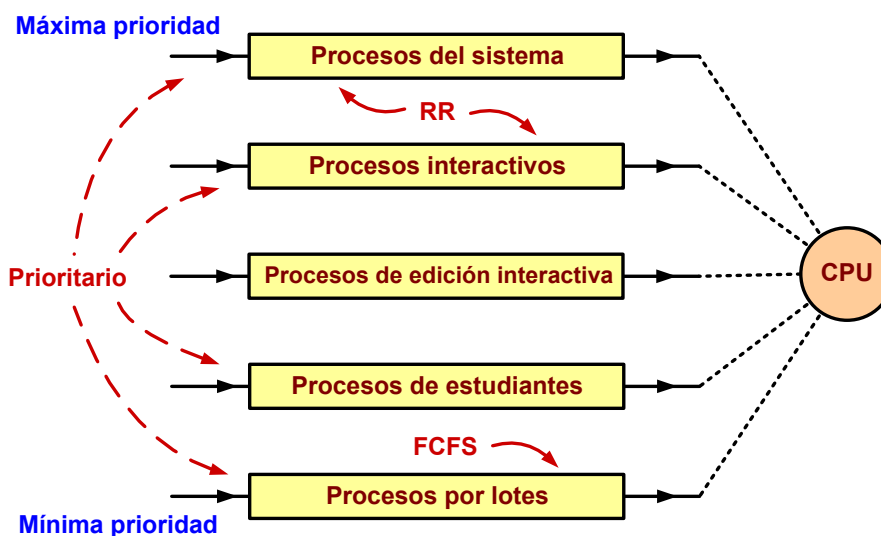 Máxima prioridad
Procesos del sistema
RR
Procesos interactivos
Prioritario
Procesos de edición interactiva
CPU
Procesos de estudiantes
FCFS
Procesos por lotes
Mínima prioridad